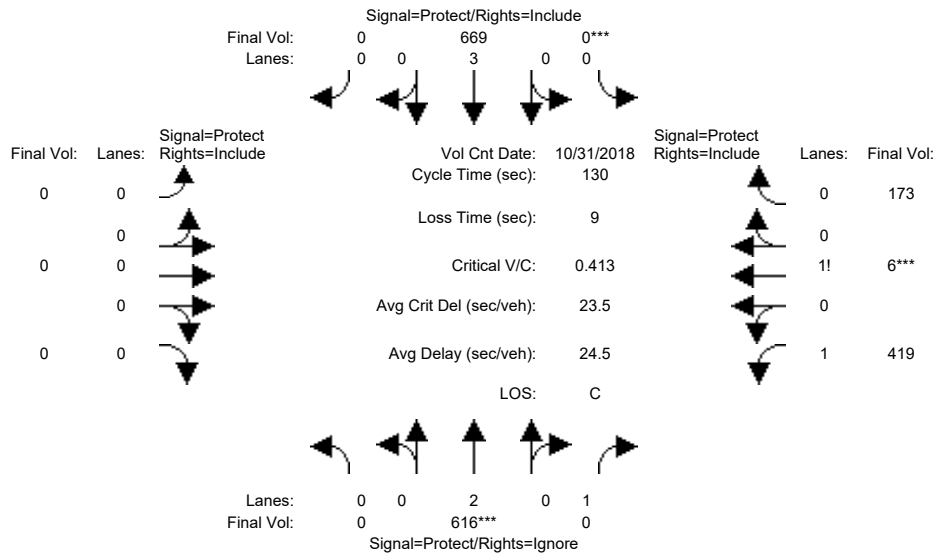 Signal=Protect/Rights=Include
Final Vol: 0 669 0***
Lanes: 0 0 3 0 0
Signal=Protect Signal=Protect
Final Vol: Lanes: Rights=Include Vol Cnt Date: 10/31/2018 Rights=Include Lanes: Final Vol:
Cycle Time (sec): 130
0 0 0 173
Loss Time (sec): 9
0 0
0 0 Critical V/C: 0.413 1! 6***
0 Avg Crit Del (sec/veh): 23.5 0
0 0 Avg Delay (sec/veh): 24.5 1 419
LOS: C
Lanes: 0 0 2 0 1
Final Vol: 0 616*** 0
Signal=Protect/Rights=Ignore